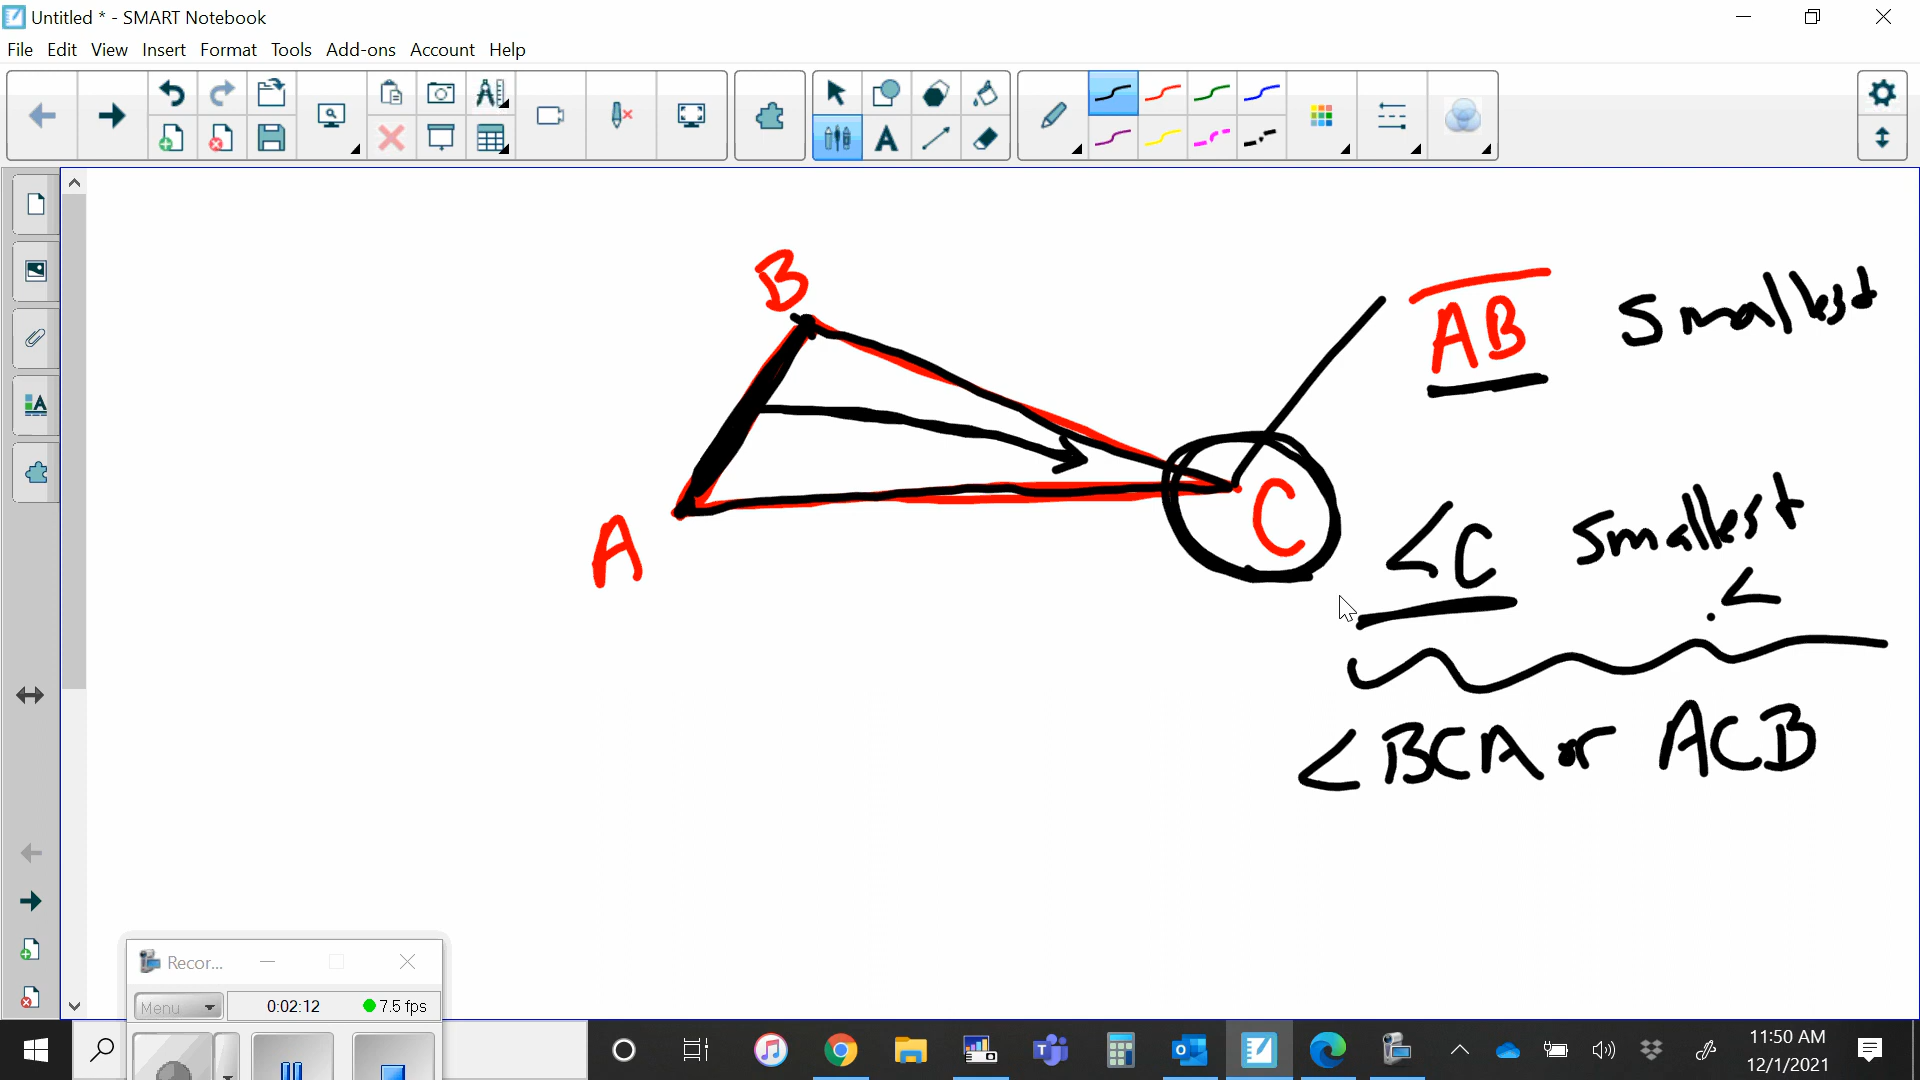 Untitled * - SMART Notebook
File Edit View Insert Format Tools Add-ons Account Help
B
AB smallest
C
A
<C smallest
<
<BCA or ACB
Recor...
Menu 0:02:12 7.5 fps
11:50 AM
12/1/2021